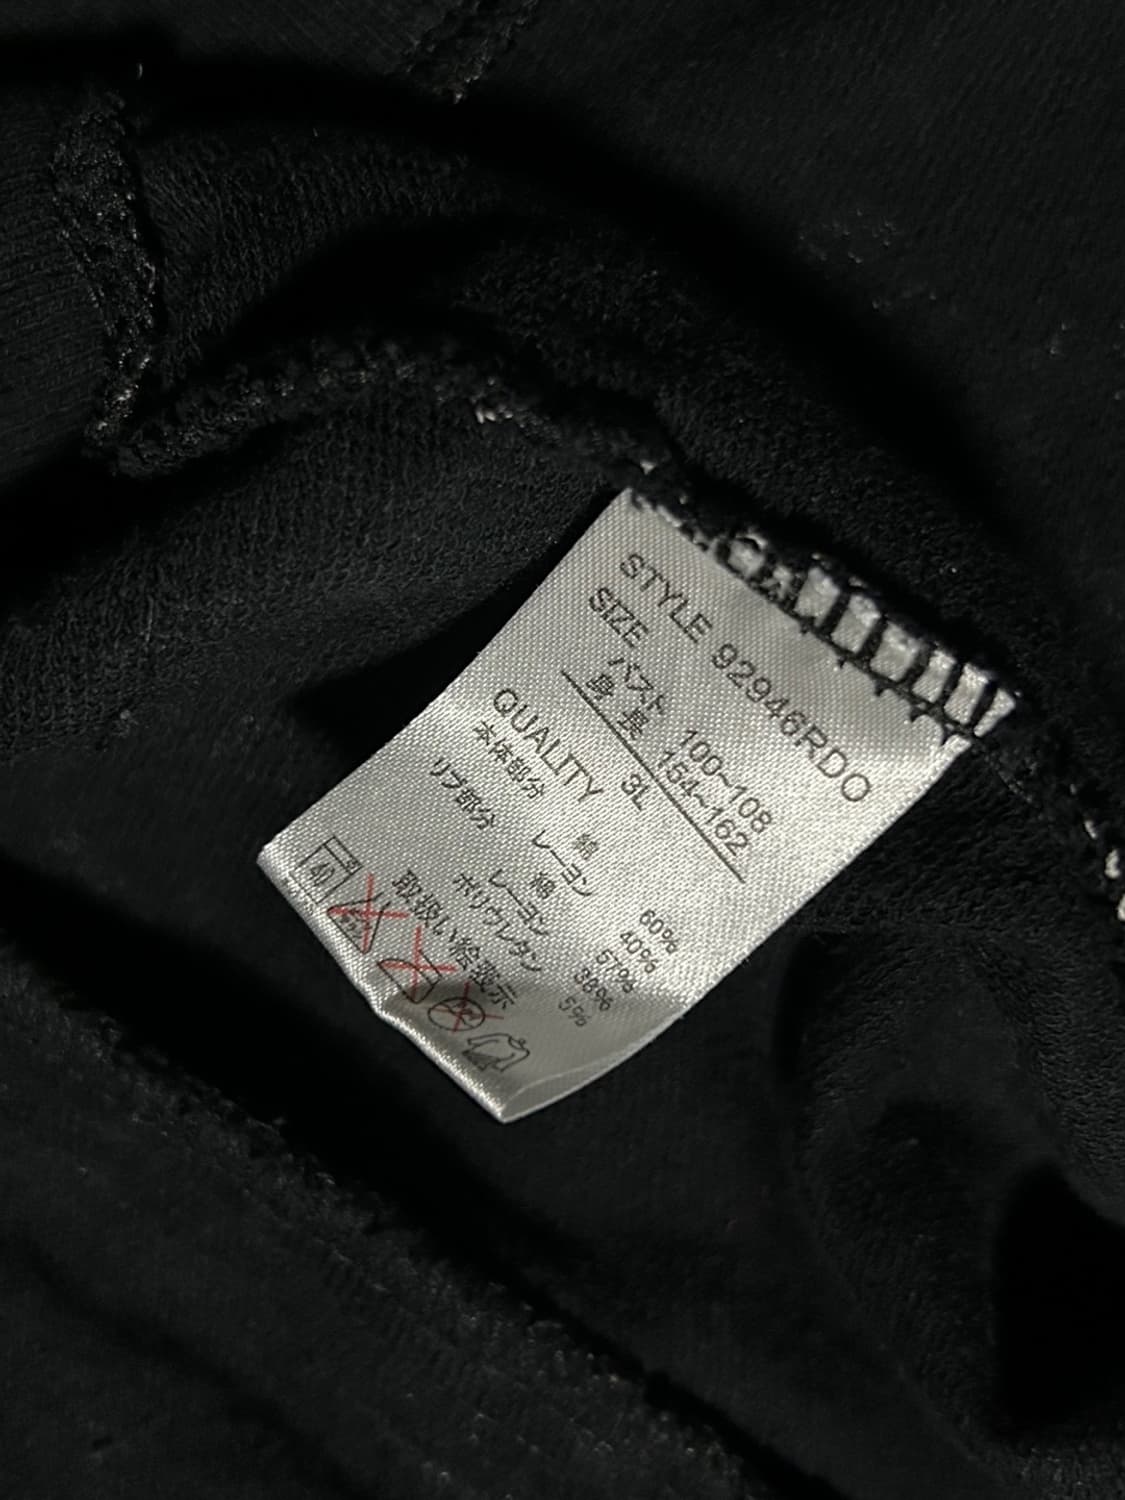 STYLE 92946RDO
SIZE
バスト 100~108
身長 154~162
3L
QUALITY
本体部分 綿 60%
レーヨン 40%
リブ部分 綿 57%
レーヨン 38%
ポリウレタン 5%
取扱い絵表示
40